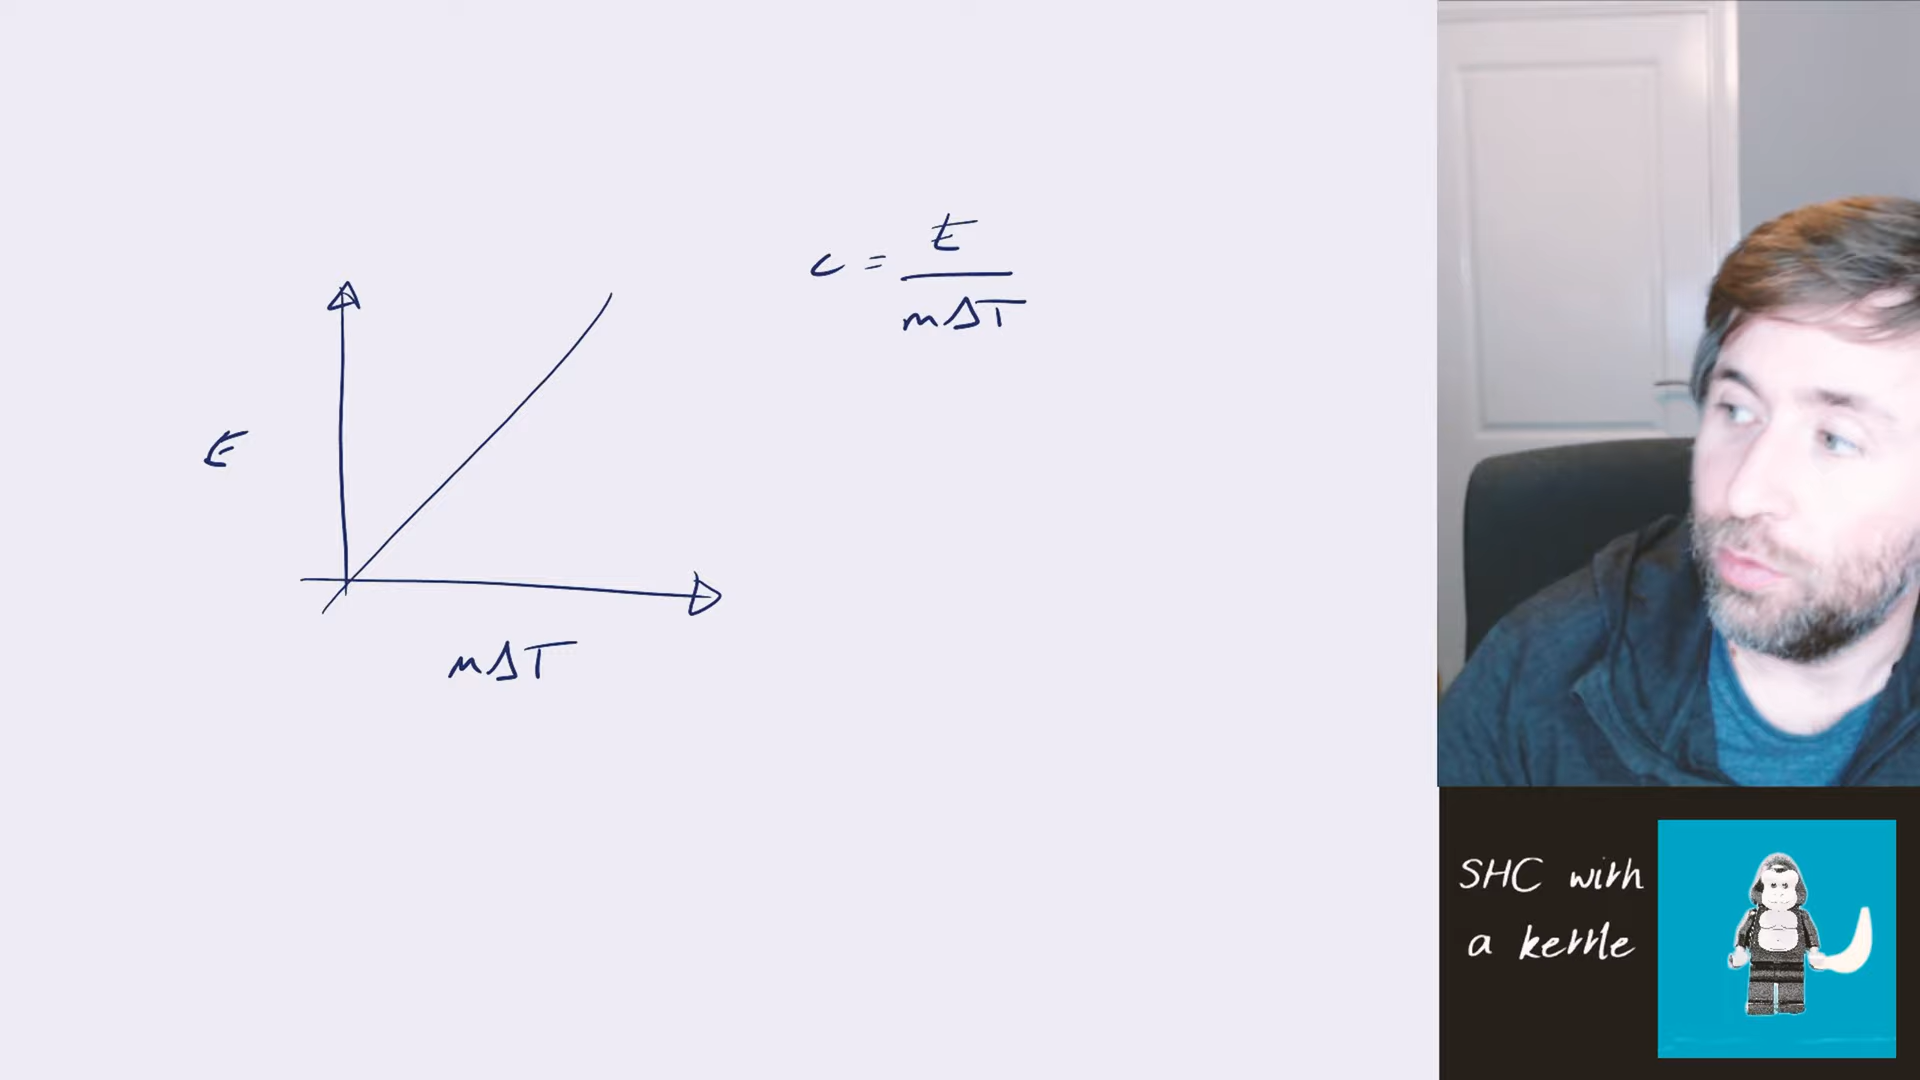 c = E / mΔT
E
mΔT
SHC with
a kettle